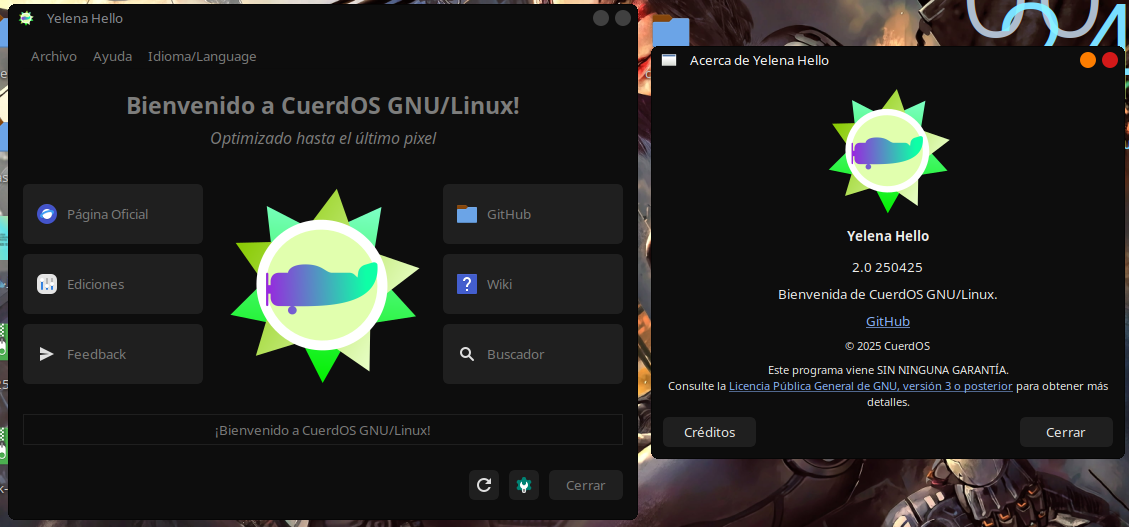 Yelena Hello
Archivo Ayuda Idioma/Language
Bienvenido a CuerdOS GNU/Linux!
Optimizado hasta el último pixel
Página Oficial
GitHub
Ediciones
Wiki
Feedback
Buscador
¡Bienvenido a CuerdOS GNU/Linux!
Cerrar
Acerca de Yelena Hello
Yelena Hello
2.0 250425
Bienvenida de CuerdOS GNU/Linux.
GitHub
© 2025 CuerdOS
Este programa viene SIN NINGUNA GARANTÍA.
Consulte la Licencia Pública General de GNU, versión 3 o posterior para obtener más
detalles.
Créditos
Cerrar